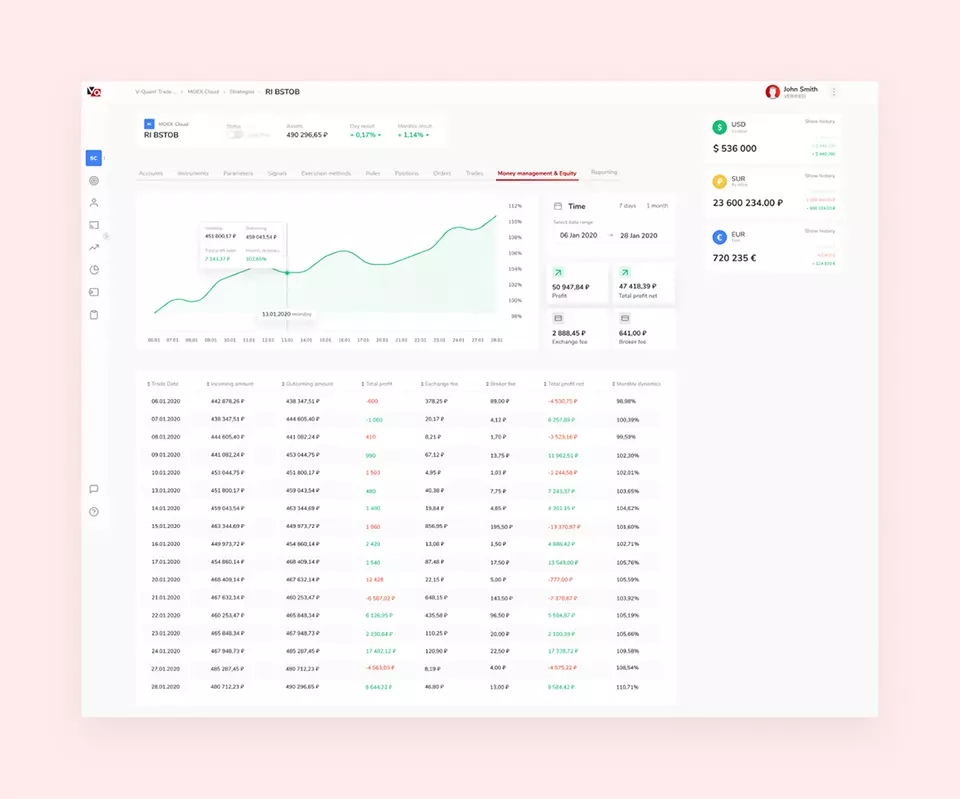 V-Quanf Trade... > MOEX Cloud > Strategies > RI BSTOB
John Smith
VERIFIED
SC MOEX Cloud
RI BSTOB
Status
Assets
490 296,65 ₽
Day result
+ 0,17%
Monthly result
+ 1,14%
SC
Accounts Instruments Parameters Signals Execution methods Roles Positions Orders Trades Money management & Equity Reporting
Incoming Outcoming
451 800,17 ₽ 459 043,54 ₽
Total profit net Month dynamics
7 243,37 ₽ 103,65%
13.01.2020 monday
112%
110%
108%
106%
104%
102%
100%
98%
06.01 07.01 08.01 09.01 10.01 11.01 12.01 13.01 14.01 15.01 16.01 17.01 20.01 21.01 22.01 23.01 24.01 27.01 28.01
Time 7 days 1 month
Select date range
06 Jan 2020 → 28 Jan 2020
50 947,84 ₽
Profit
47 418,39 ₽
Total profit net
2 888,45 ₽
Exchange fee
641,00 ₽
Broker fee
USD Show history
$ 536 000
SUR Show history
23 600 234.00 ₽
EUR Show history
Euro
720 235 €
Trade Date Incoming amount Outcoming amount Total profit Exchange fee Broker fee Total profit net Monthly dynamics
06.01.2020 442 878,26 ₽ 438 347,51 ₽ -600 378,25 ₽ 89,00 ₽ -4 530,75 ₽ 98,98%
07.01.2020 438 347,51 ₽ 444 605,40 ₽ -1 060 20,17 ₽ 4,12 ₽ 6 257,89 ₽ 100,39%
08.01.2020 444 605,40 ₽ 441 082,24 ₽ 410 8,21 ₽ 1,70 ₽ -3 523,16 ₽ 99,59%
09.01.2020 441 082,24 ₽ 453 044,75 ₽ 990 67,12 ₽ 13,75 ₽ 11 962,51 ₽ 102,30%
10.01.2020 453 044,75 ₽ 451 800,17 ₽ 1 503 4,95 ₽ 1,03 ₽ -1 244,58 ₽ 102,01%
13.01.2020 451 800,17 ₽ 459 043,54 ₽ 480 40,38 ₽ 7,75 ₽ 7 243,37 ₽ 103,65%
14.01.2020 459 043,54 ₽ 463 344,69 ₽ 1 490 19,84 ₽ 4,65 ₽ 4 301,15 ₽ 104,62%
15.01.2020 463 344,69 ₽ 449 973,72 ₽ 1 960 856,95 ₽ 195,50 ₽ -13 370,97 ₽ 101,60%
16.01.2020 449 973,72 ₽ 454 860,14 ₽ 2 420 13,08 ₽ 1,50 ₽ 4 886,42 ₽ 102,71%
17.01.2020 454 860,14 ₽ 468 409,14 ₽ 1 540 87,48 ₽ 17,50 ₽ 13 549,00 ₽ 105,76%
20.01.2020 468 409,14 ₽ 467 632,14 ₽ 12 428 22,15 ₽ 5,00 ₽ -777,00 ₽ 105,59%
21.01.2020 467 632,14 ₽ 460 253,47 ₽ -6 587,02 ₽ 648,15 ₽ 143,50 ₽ -7 378,67 ₽ 103,92%
22.01.2020 460 253,47 ₽ 465 848,34 ₽ 6 126,95 ₽ 435,58 ₽ 96,50 ₽ 5 594,87 ₽ 105,19%
23.01.2020 465 848,34 ₽ 467 948,73 ₽ 2 230,64 ₽ 110,25 ₽ 20,00 ₽ 2 100,39 ₽ 105,66%
24.01.2020 467 948,73 ₽ 485 287,45 ₽ 17 482,12 ₽ 120,90 ₽ 22,50 ₽ 17 338,72 ₽ 109,58%
27.01.2020 485 287,45 ₽ 480 712,23 ₽ -4 563,03 ₽ 8,19 ₽ 4,00 ₽ -4 575,22 ₽ 108,54%
28.01.2020 480 712,23 ₽ 490 296,65 ₽ 9 644,22 ₽ 46,80 ₽ 13,00 ₽ 9 584,42 ₽ 110,71%